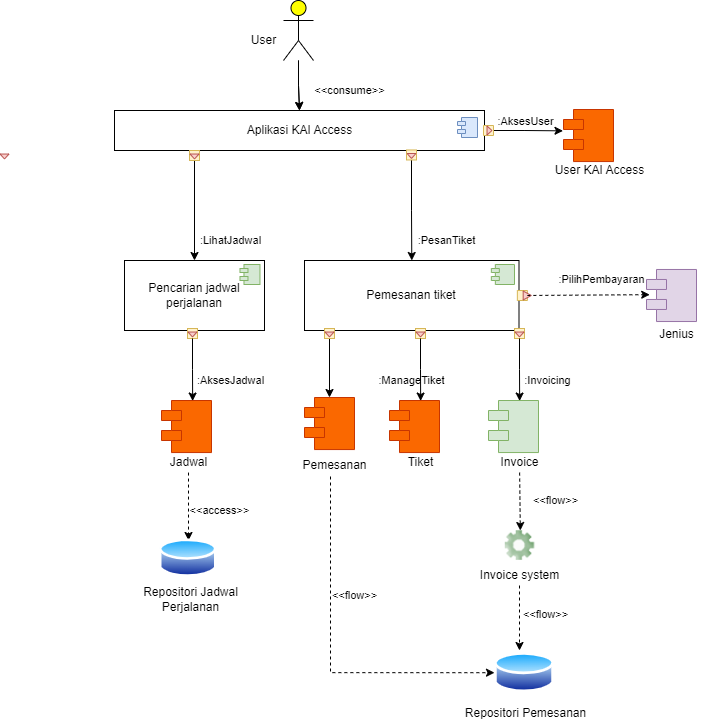 User
<<consume>>
Aplikasi KAI Access
:AksesUser
User KAI Access
:LihatJadwal
:PesanTiket
Pencarian jadwal
perjalanan
Pemesanan tiket
:PilihPembayaran
Jenius
:AksesJadwal
:ManageTiket
:Invoicing
Jadwal
Pemesanan
Tiket
Invoice
<<access>>
<<flow>>
Invoice system
Repositori Jadwal
Perjalanan
<<flow>>
<<flow>>
Repositori Pemesanan